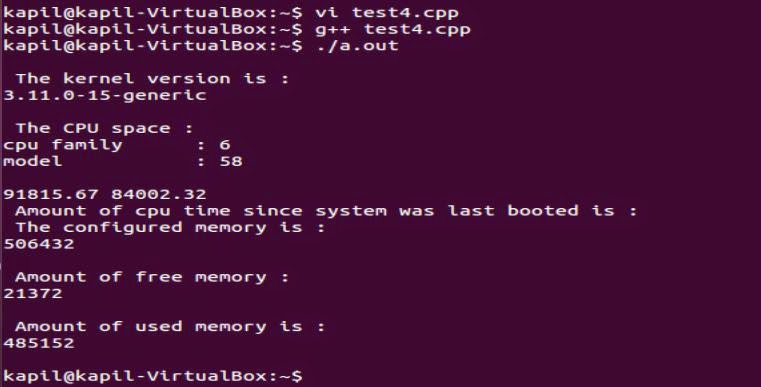 kapil@kapil-VirtualBox:~$ vi test4.cpp
kapil@kapil-VirtualBox:~$ g++ test4.cpp
kapil@kapil-VirtualBox:~$ ./a.out
The kernel version is :
3.11.0-15-generic
The CPU space :
cpu family : 6
model : 58
91815.67 84002.32
Amount of cpu time since system was last booted is :
The configured memory is :
506432
Amount of free memory :
21372
Amount of used memory is :
485152
kapil@kapil-VirtualBox:~$